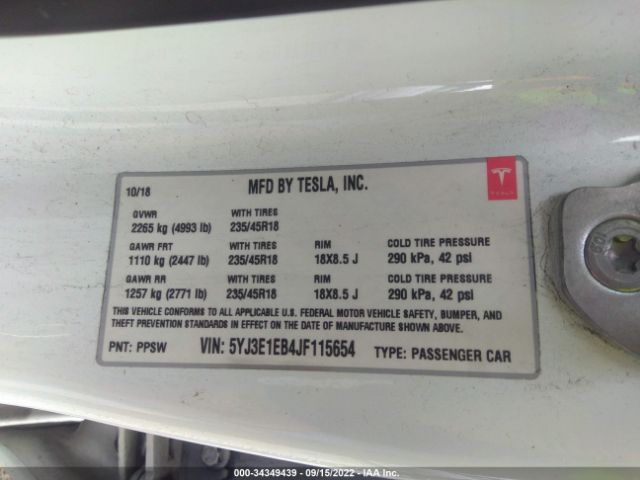 10/18 MFD BY TESLA, INC.
GVWR WITH TIRES
2265 kg (4993 lb) 235/45R18
GAWR FRT WITH TIRES RIM COLD TIRE PRESSURE
1110 kg (2447 lb) 235/45R18 18X8.5 J 290 kPa, 42 psi
GAWR RR WITH TIRES RIM COLD TIRE PRESSURE
1257 kg (2771 lb) 235/45R18 18X8.5 J 290 kPa, 42 psi
THIS VEHICLE CONFORMS TO ALL APPLICABLE U.S. FEDERAL MOTOR VEHICLE SAFETY, BUMPER, AND
THEFT PREVENTION STANDARDS IN EFFECT ON THE DATE OF MANUFACTURE SHOWN ABOVE.
PNT: PPSW VIN: 5YJ3E1EB4JF115654 TYPE: PASSENGER CAR
TESLA
000-34349439 - 09/15/2022 - IAA Inc.